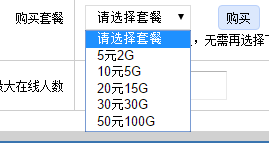 购买套餐 请选择套餐 购买
请选择套餐
，无需再选择
5元2G
10元5G
最大在线人数
20元15G
30元30G
50元100G